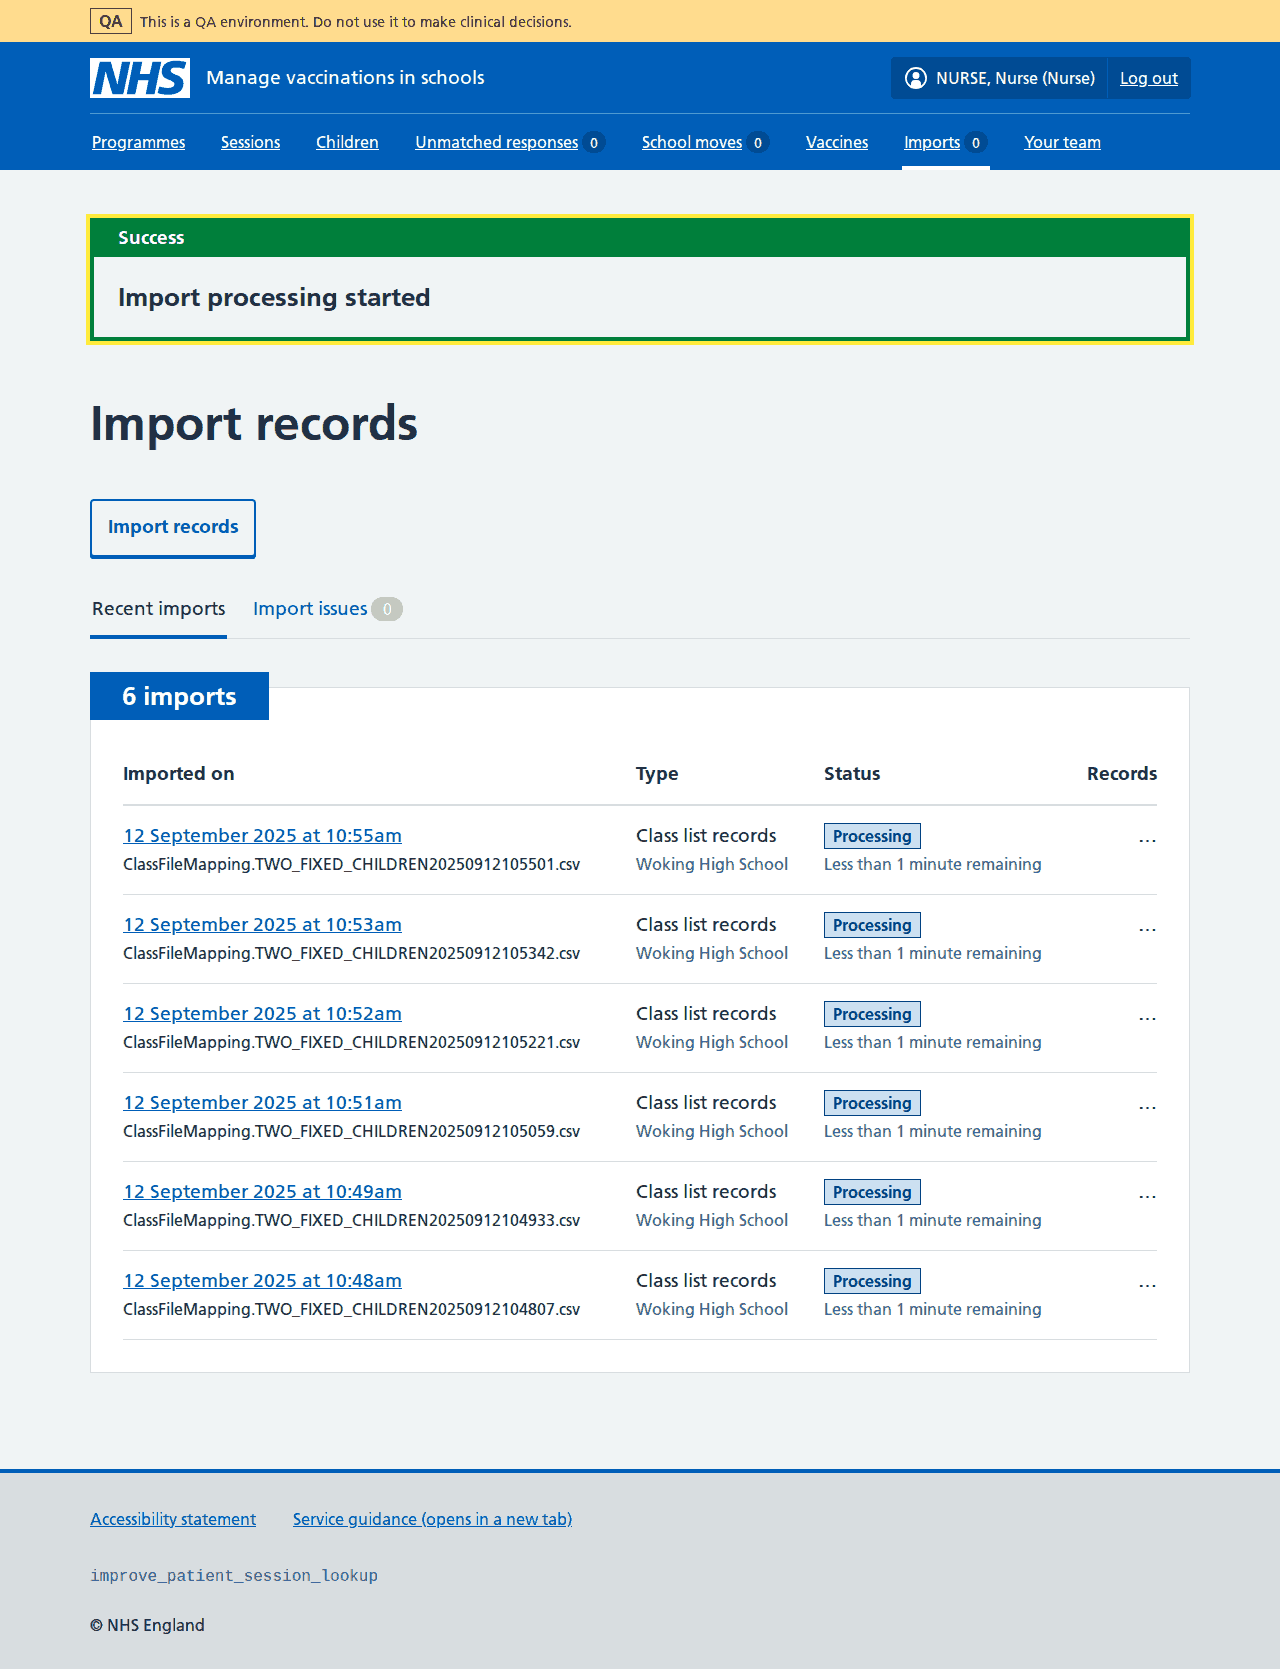 QA This is a QA environment. Do not use it to make clinical decisions.
NHS Manage vaccinations in schools NURSE, Nurse (Nurse) Log out
Programmes Sessions Children Unmatched responses 0 School moves 0 Vaccines Imports 0 Your team
Success
Import processing started
Import records
Import records
Recent imports Import issues 0
6 imports
Imported on Type Status Records
12 September 2025 at 10:55am Class list records Processing ...
ClassFileMapping.TWO_FIXED_CHILDREN20250912105501.csv Woking High School Less than 1 minute remaining
12 September 2025 at 10:53am Class list records Processing ...
ClassFileMapping.TWO_FIXED_CHILDREN20250912105342.csv Woking High School Less than 1 minute remaining
12 September 2025 at 10:52am Class list records Processing ...
ClassFileMapping.TWO_FIXED_CHILDREN20250912105221.csv Woking High School Less than 1 minute remaining
12 September 2025 at 10:51am Class list records Processing ...
ClassFileMapping.TWO_FIXED_CHILDREN20250912105059.csv Woking High School Less than 1 minute remaining
12 September 2025 at 10:49am Class list records Processing ...
ClassFileMapping.TWO_FIXED_CHILDREN20250912104933.csv Woking High School Less than 1 minute remaining
12 September 2025 at 10:48am Class list records Processing ...
ClassFileMapping.TWO_FIXED_CHILDREN20250912104807.csv Woking High School Less than 1 minute remaining
Accessibility statement Service guidance (opens in a new tab)
improve_patient_session_lookup
© NHS England